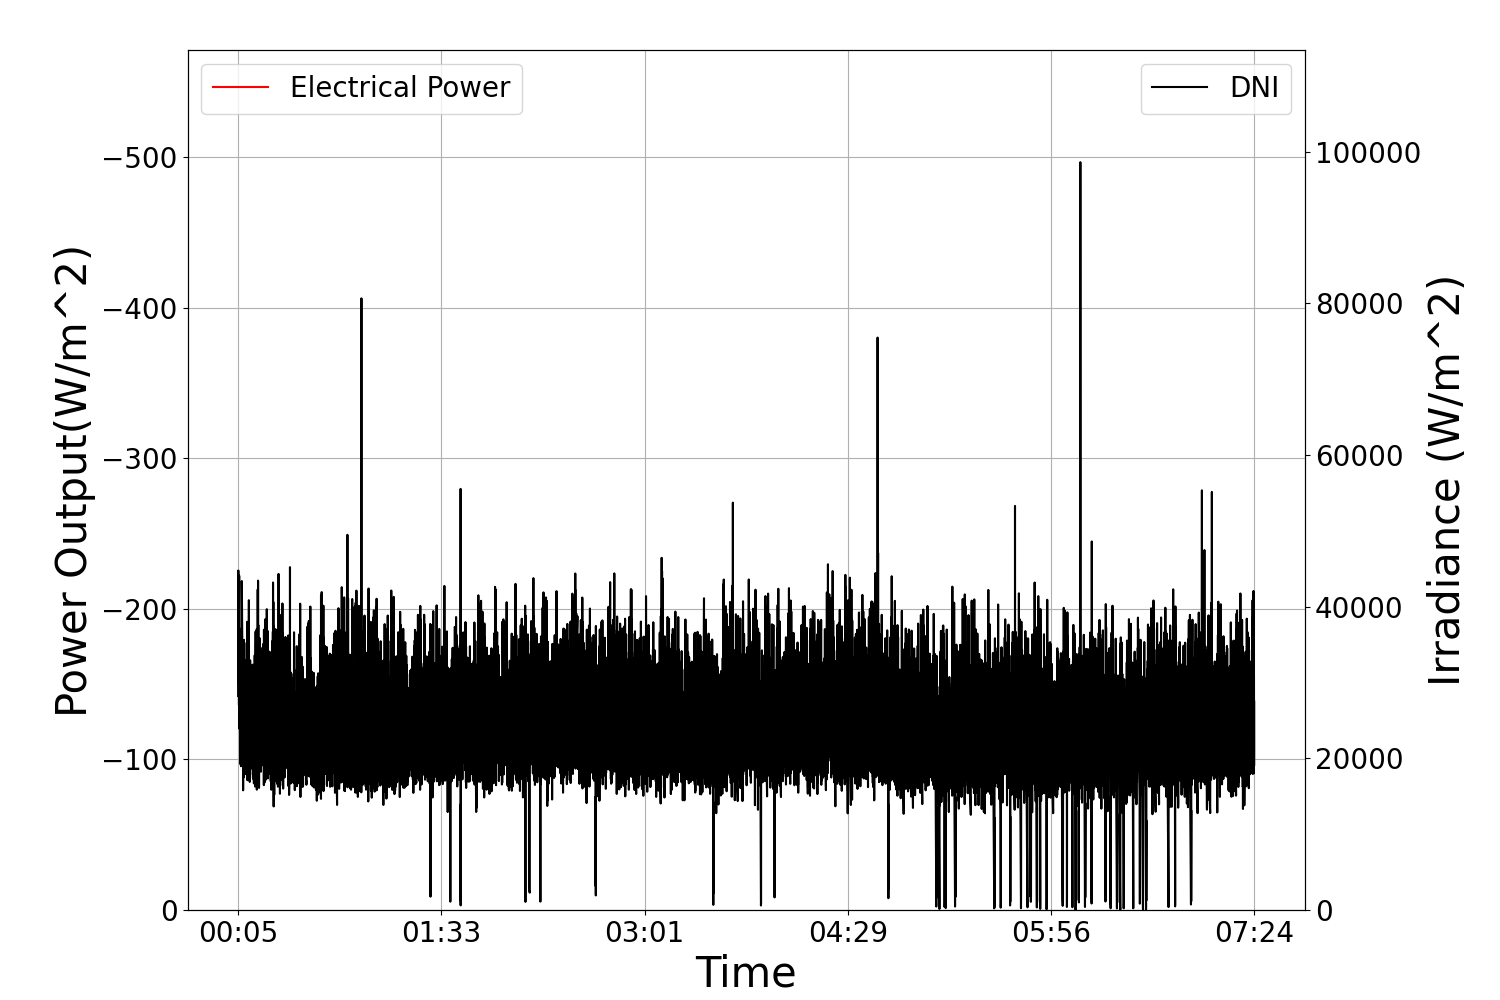 Electrical Power
DNI
Power Output(W/m^2)
−500
−400
−300
−200
−100
0
100000
80000
60000
40000
20000
0
Irradiance (W/m^2)
00:05 01:33 03:01 04:29 05:56 07:24
Time